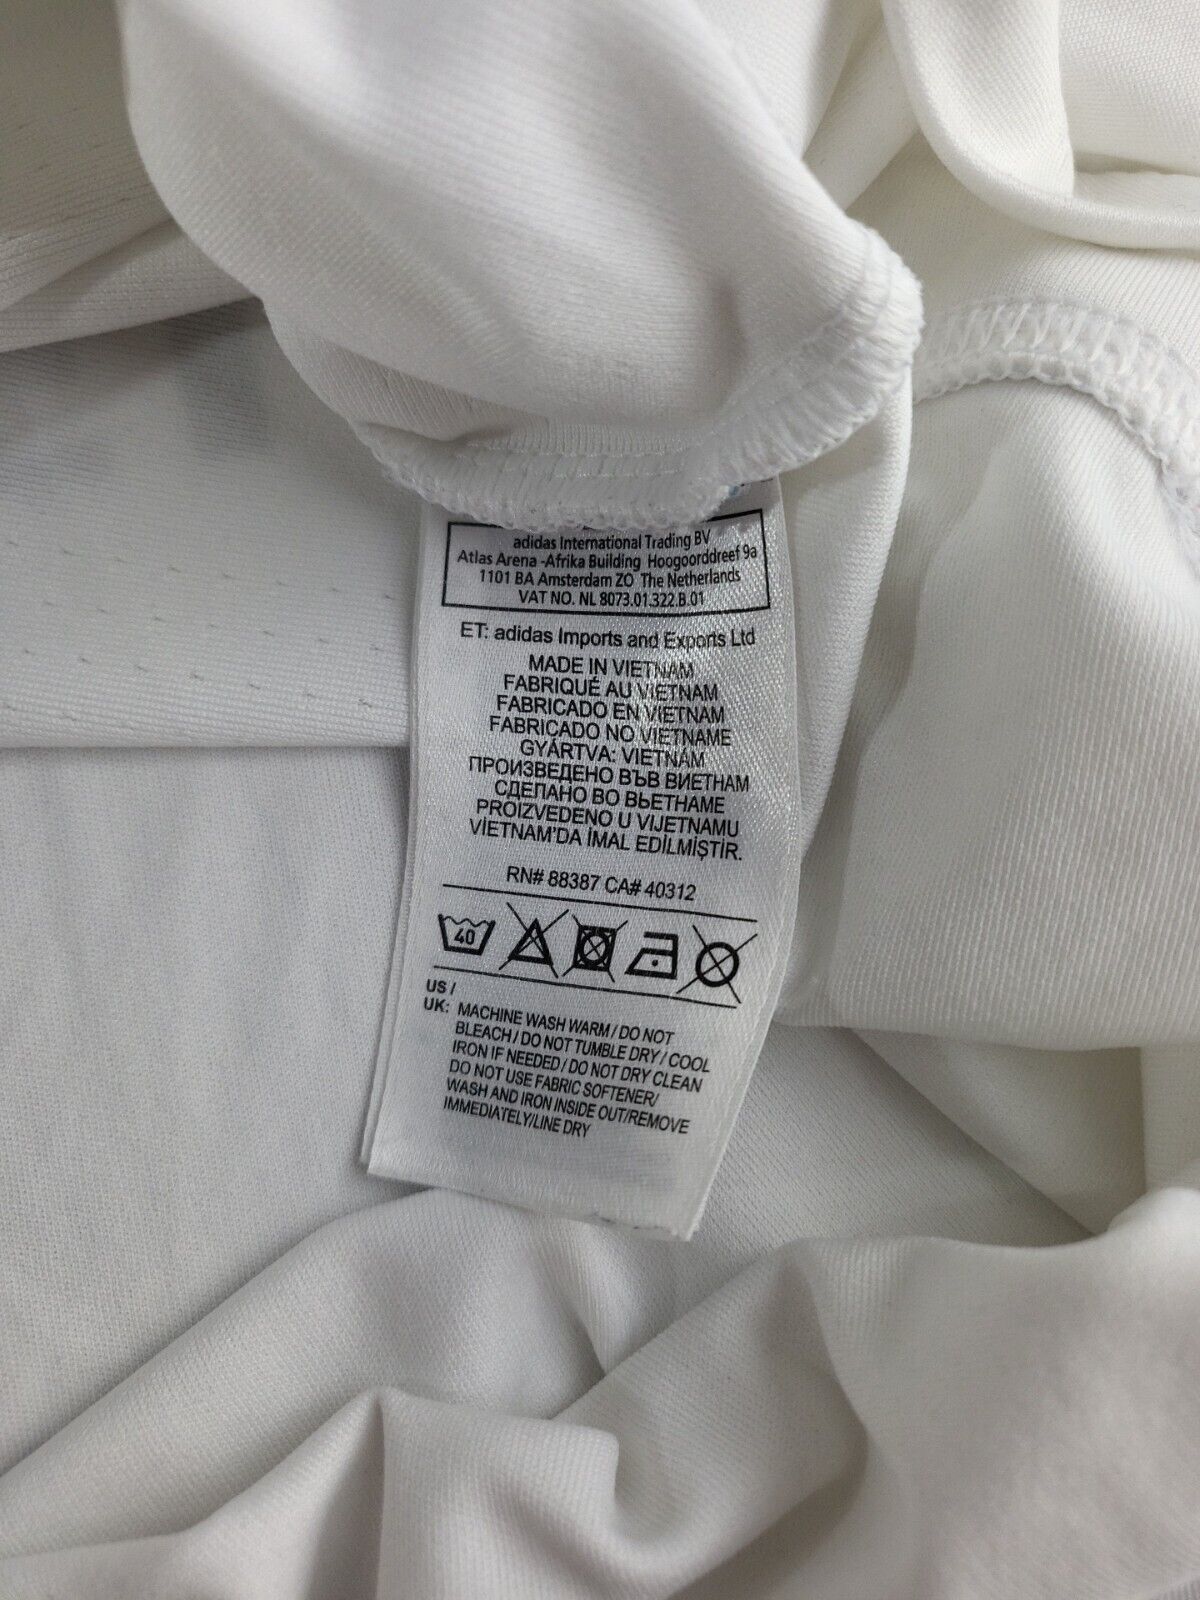 adidas International Trading BV
Atlas Arena -Afrika Building Hoogoorddreef 9a
1101 BA Amsterdam ZO The Netherlands
VAT NO. NL 8073.01.322.B.01
ET: adidas Imports and Exports Ltd
MADE IN VIETNAM
FABRIQUÉ AU VIETNAM
FABRICADO EN VIETNAM
FABRICADO NO VIETNAME
GYÁRTVA: VIETNÁM
ПРОИЗВЕДЕНО ВЪВ ВИЕТНАМ
СДЕЛАНО ВО ВЬЕТНАМЕ
PROIZVEDENO U VIJETNAMU
VİETNAM'DA İMAL EDİLMİŞTİR.
RN# 88387 CA# 40312
40
US /
UK: MACHINE WASH WARM / DO NOT
BLEACH / DO NOT TUMBLE DRY / COOL
IRON IF NEEDED / DO NOT DRY CLEAN
DO NOT USE FABRIC SOFTENER/
WASH AND IRON INSIDE OUT/REMOVE
IMMEDIATELY/LINE DRY